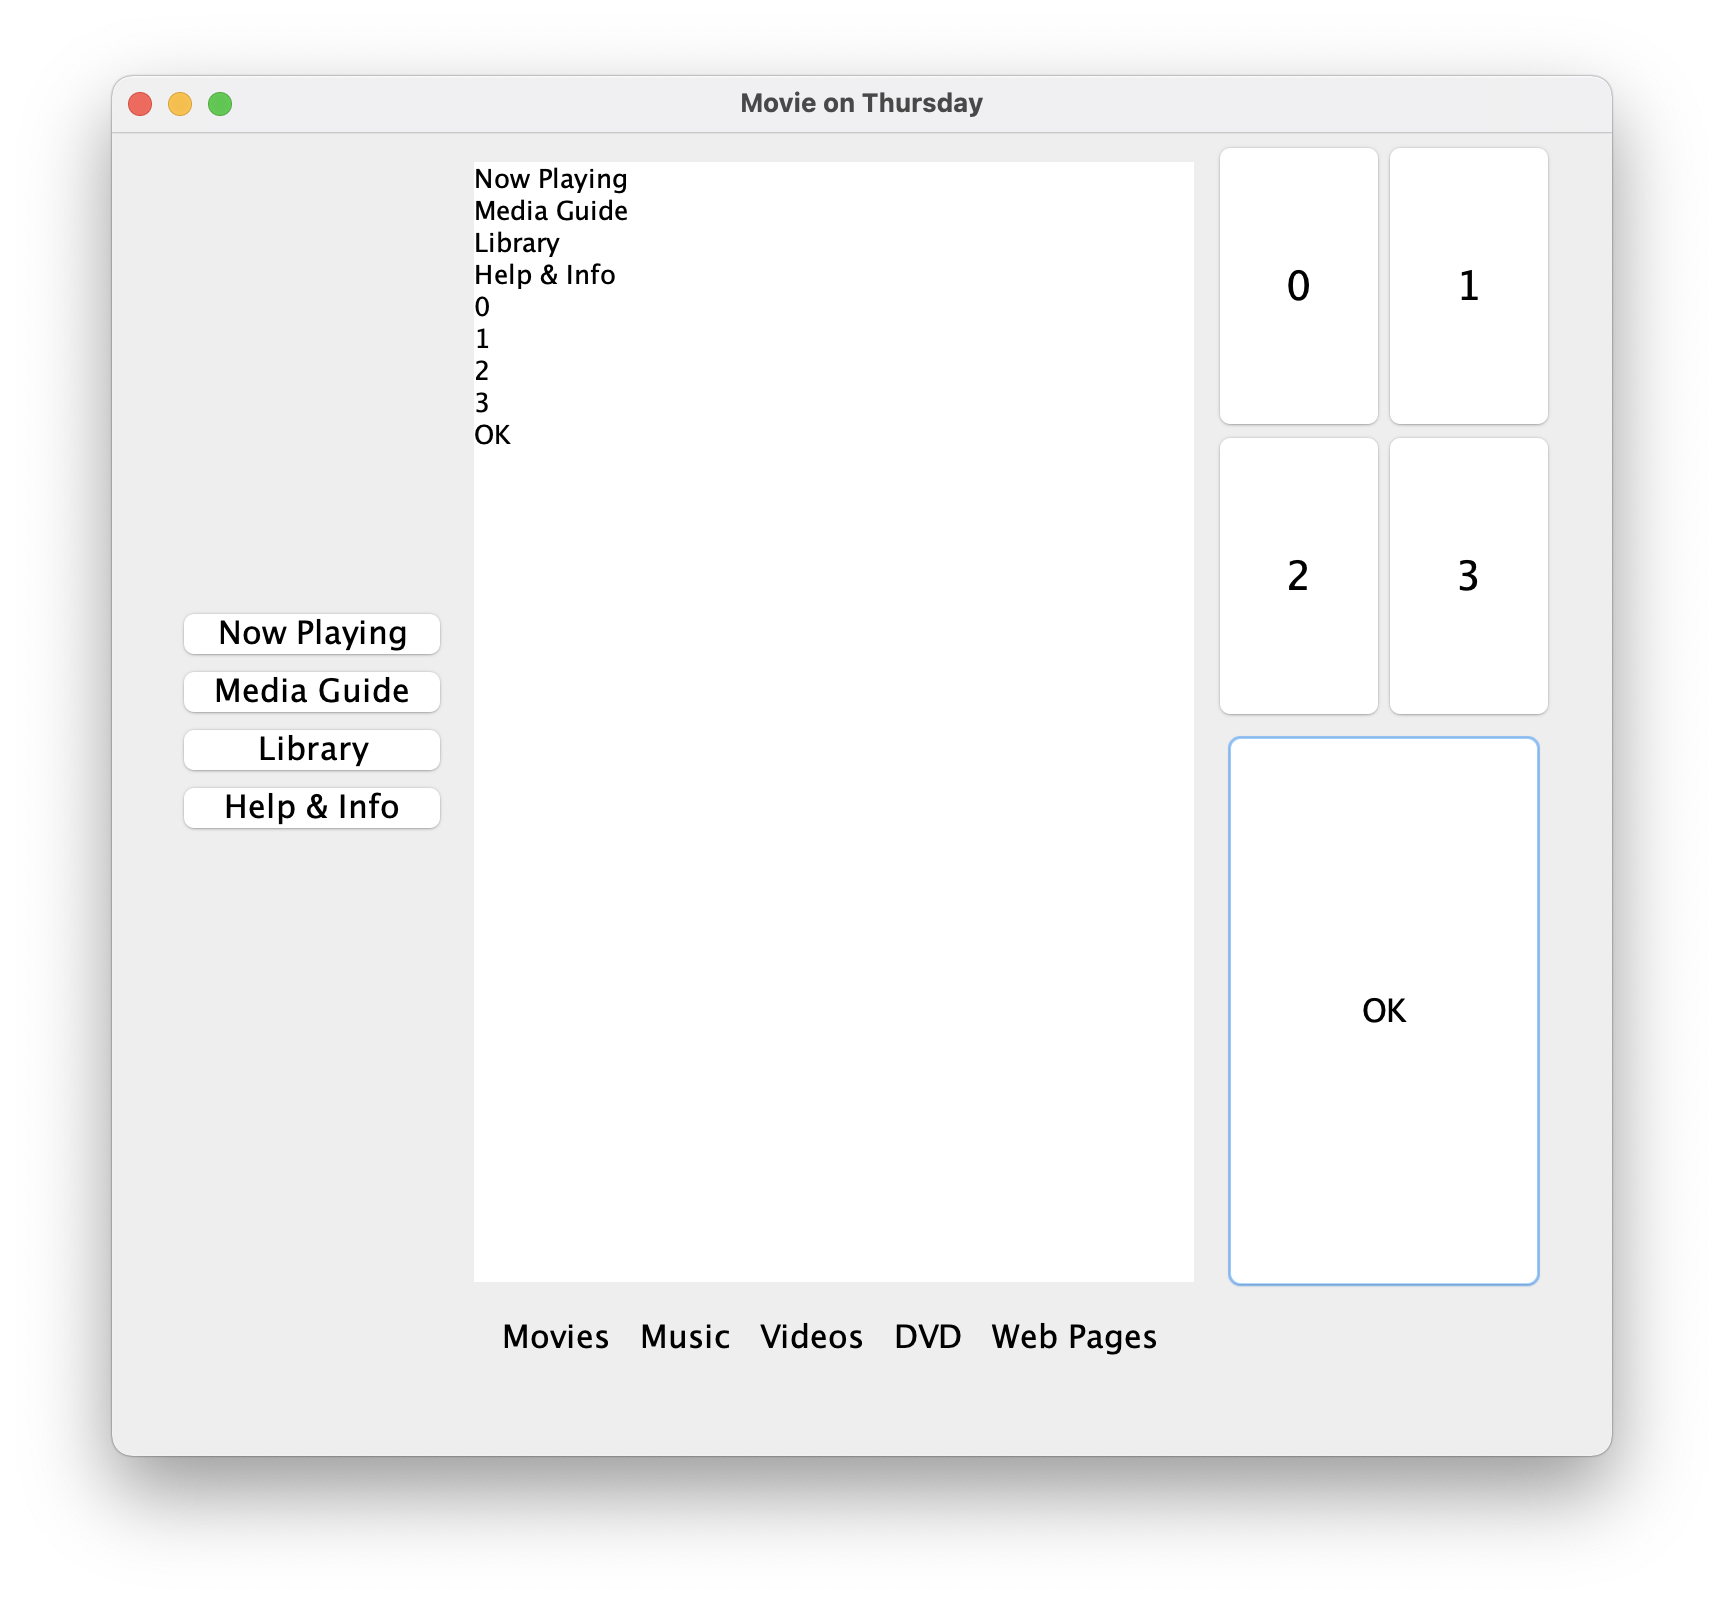 Movie on Thursday
Now Playing
Media Guide
Library
Help & Info
Now Playing
Media Guide
Library
Help & Info
0
1
2
3
OK
0 1
2 3
OK
Movies Music Videos DVD Web Pages